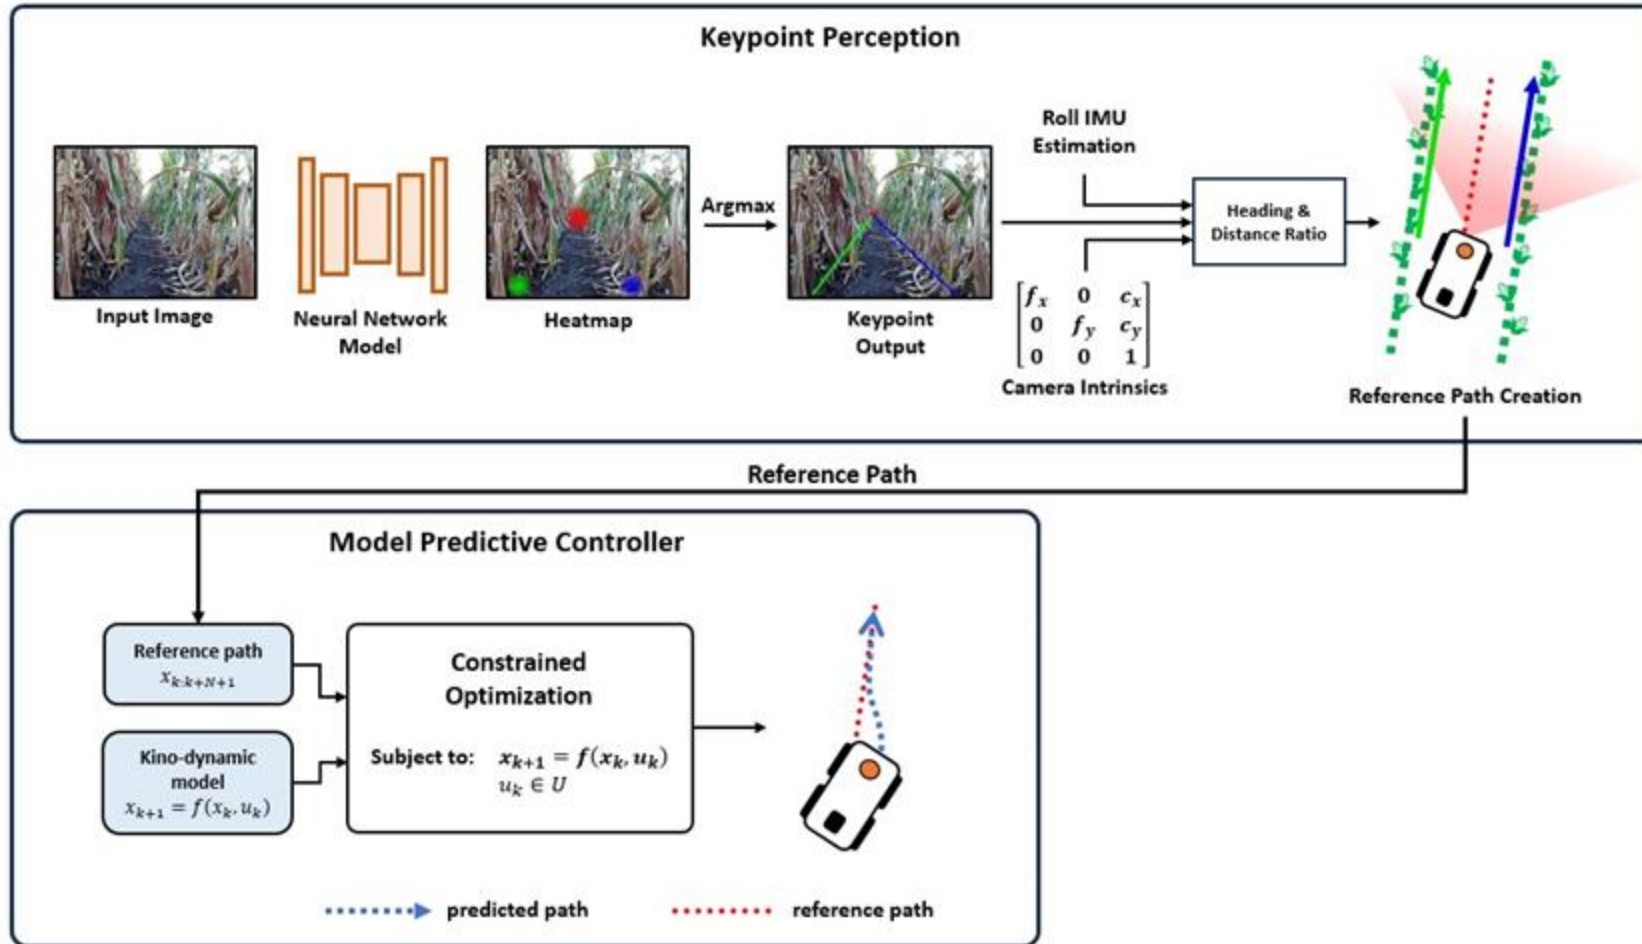 Keypoint Perception
Roll IMU
Estimation
Argmax
Heading &
Distance Ratio
Input Image
Neural Network
Model
Heatmap
Keypoint
Output
[f_x 0 c_x]
[0 f_y c_y]
[0 0 1]
Camera Intrinsics
Reference Path Creation
Reference Path
Model Predictive Controller
Reference path
x_{k:k+N+1}
Kino-dynamic
model
x_{k+1} = f(x_k, u_k)
Constrained
Optimization
Subject to: x_{k+1} = f(x_k, u_k)
u_k ∈ U
predicted path
reference path